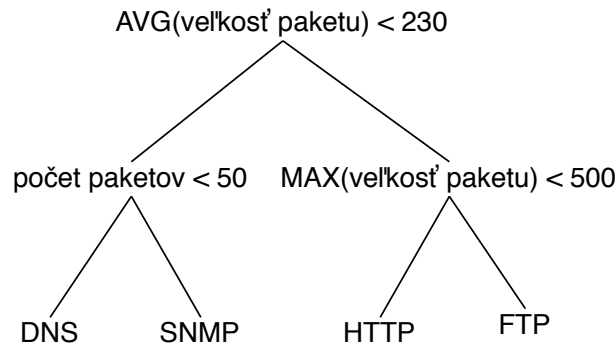 AVG(veľkosť paketu) < 230
počet paketov < 50 MAX(veľkosť paketu) < 500
DNS SNMP HTTP FTP